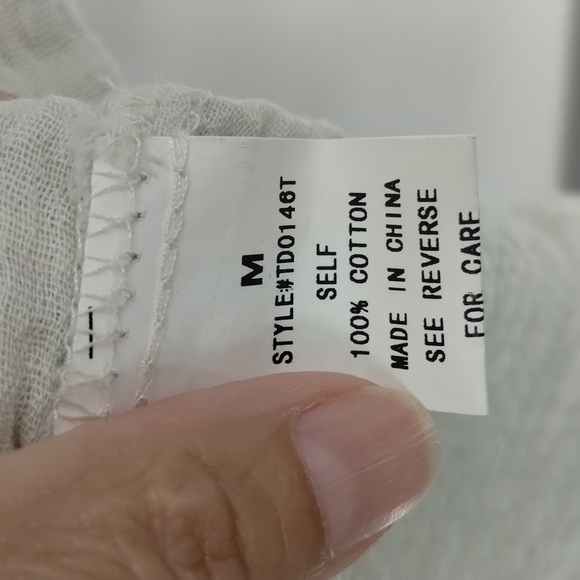 M
STYLE#TD0146T
SELF
100% COTTON
MADE IN CHINA
SEE REVERSE
FOR CARE